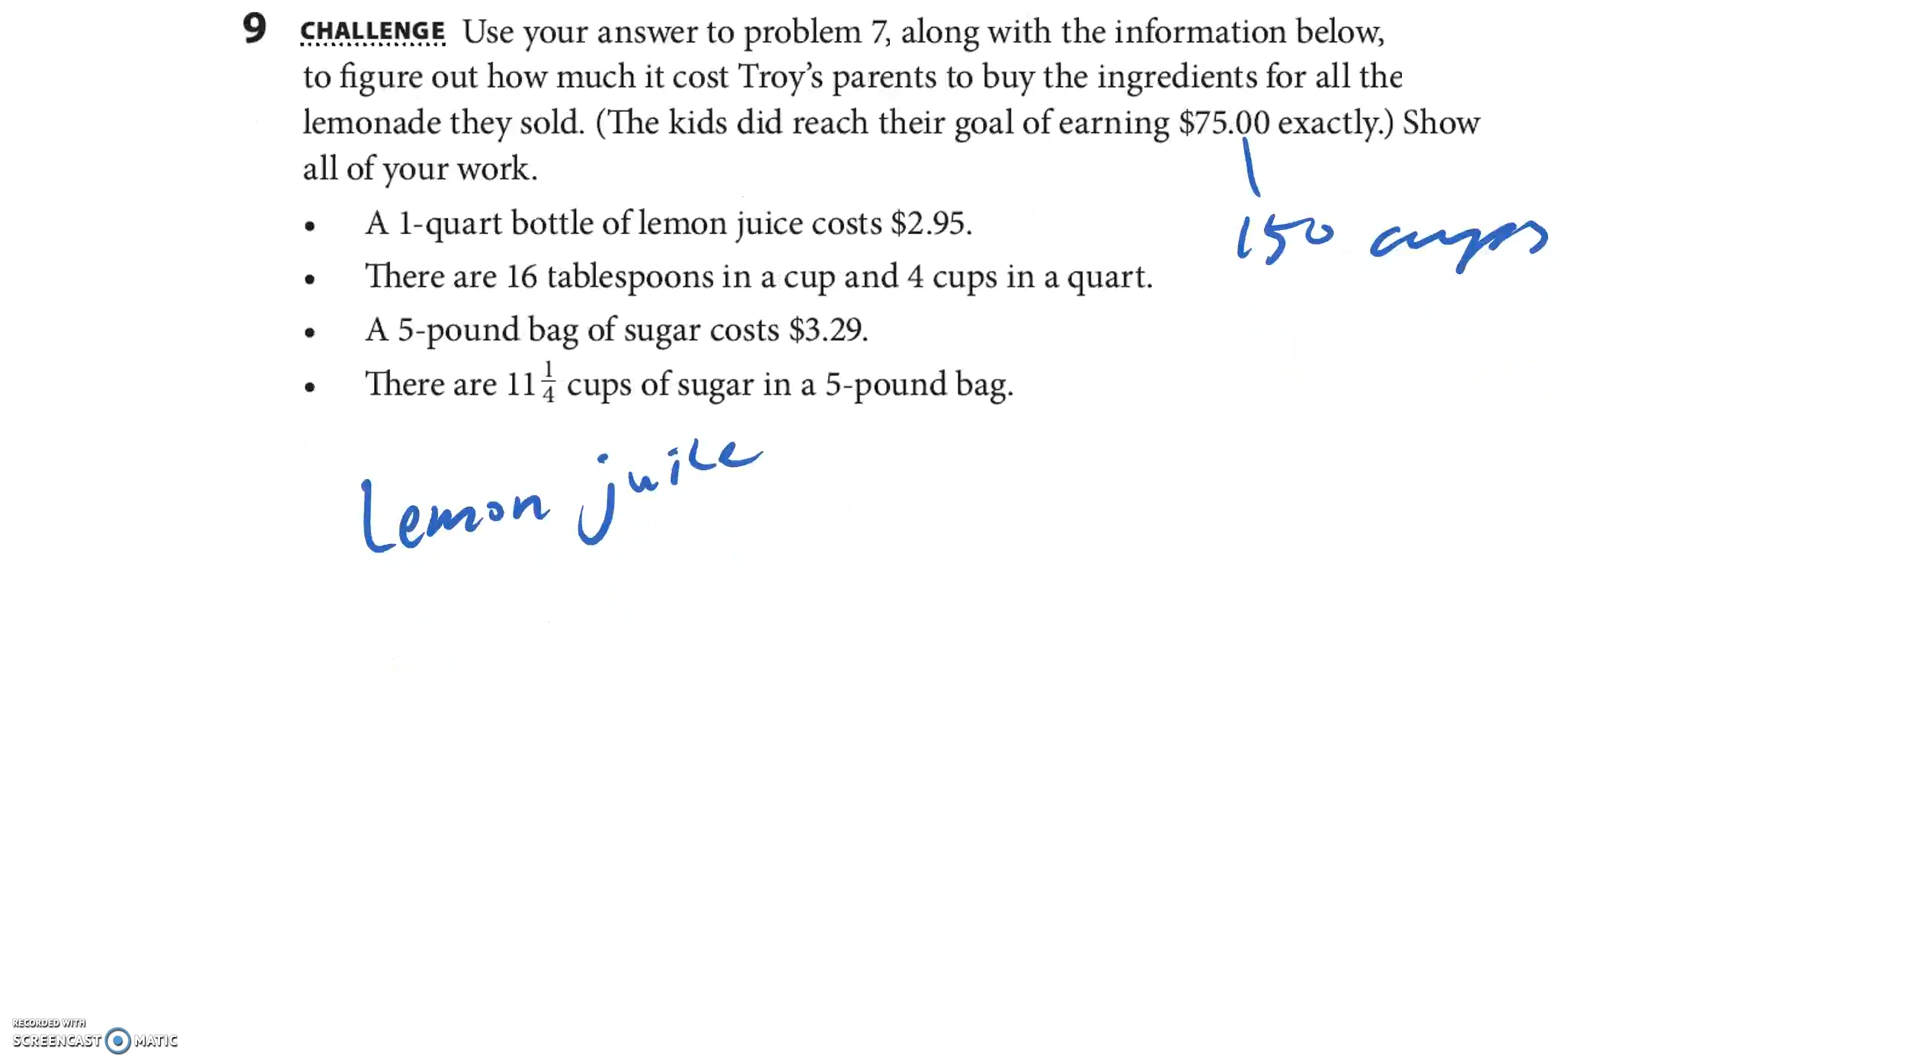 9 CHALLENGE Use your answer to problem 7, along with the information below,
to figure out how much it cost Troy’s parents to buy the ingredients for all the
lemonade they sold. (The kids did reach their goal of earning $75.00 exactly.) Show
all of your work.
• A 1-quart bottle of lemon juice costs $2.95.
150 cups
• There are 16 tablespoons in a cup and 4 cups in a quart.
• A 5-pound bag of sugar costs $3.29.
• There are 11 1/4 cups of sugar in a 5-pound bag.
Lemon juice
RECORDED WITH
SCREENCAST MATIC